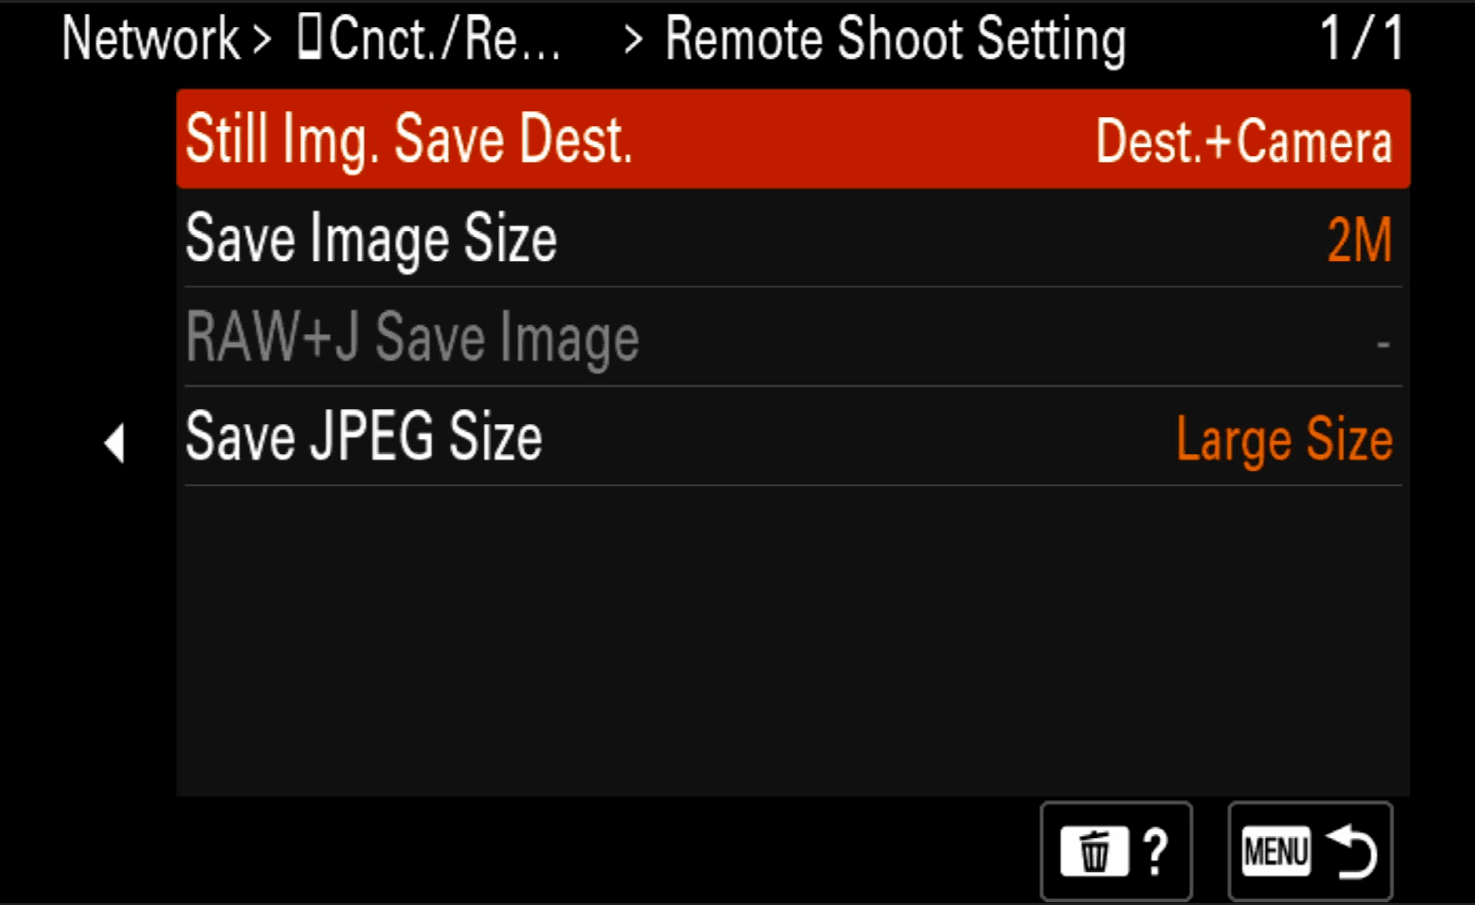 Network > Cnct./Re... > Remote Shoot Setting 1/1
Still Img. Save Dest. Dest.+Camera
Save Image Size 2M
RAW+J Save Image -
Save JPEG Size Large Size
? MENU